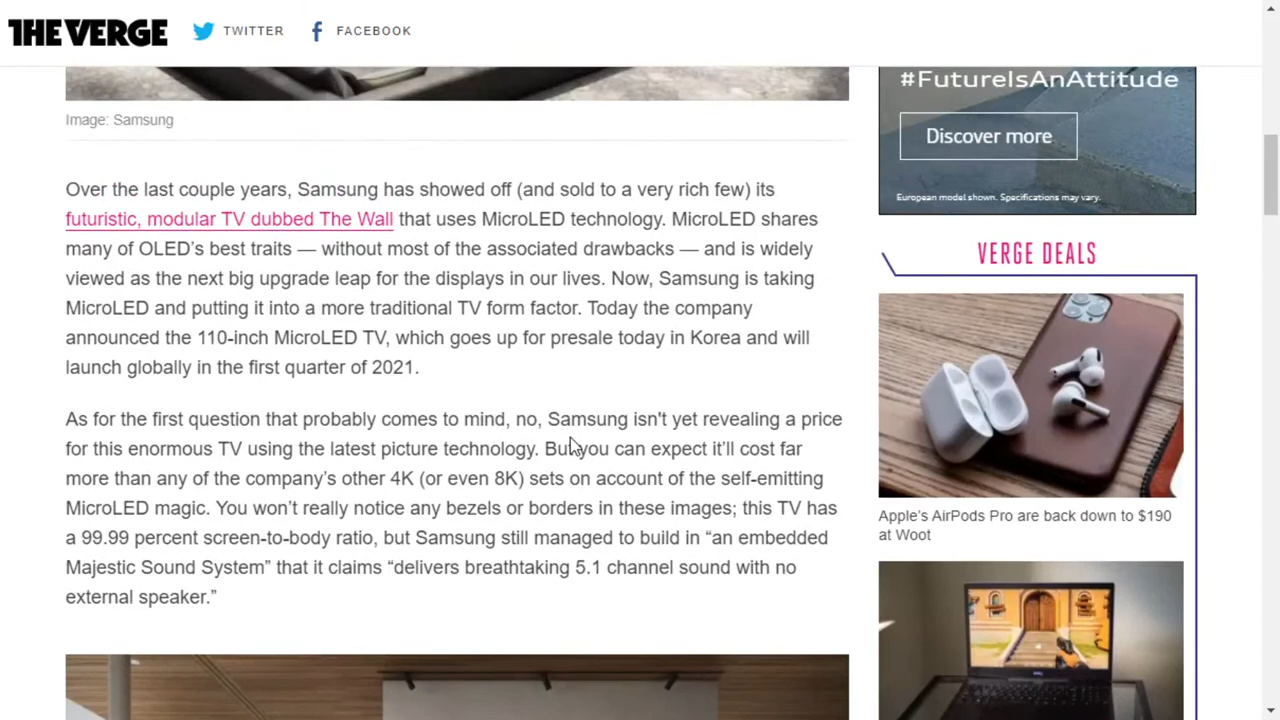 THE VERGE
TWITTER
FACEBOOK
#FutureIsAnAttitude
Discover more
European model shown. Specifications may vary.
Image: Samsung
Over the last couple years, Samsung has showed off (and sold to a very rich few) its
futuristic, modular TV dubbed The Wall that uses MicroLED technology. MicroLED shares
many of OLED's best traits — without most of the associated drawbacks — and is widely
viewed as the next big upgrade leap for the displays in our lives. Now, Samsung is taking
MicroLED and putting it into a more traditional TV form factor. Today the company
announced the 110-inch MicroLED TV, which goes up for presale today in Korea and will
launch globally in the first quarter of 2021.
As for the first question that probably comes to mind, no, Samsung isn't yet revealing a price
for this enormous TV using the latest picture technology. But you can expect it'll cost far
more than any of the company's other 4K (or even 8K) sets on account of the self-emitting
MicroLED magic. You won't really notice any bezels or borders in these images; this TV has
a 99.99 percent screen-to-body ratio, but Samsung still managed to build in “an embedded
Majestic Sound System” that it claims “delivers breathtaking 5.1 channel sound with no
external speaker.”
VERGE DEALS
Apple's AirPods Pro are back down to $190
at Woot